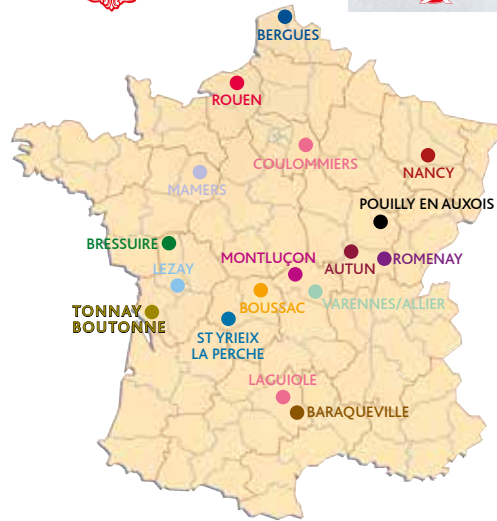 BERGUES
ROUEN
COULOMMIERS
NANCY
MAMERS
POUILLY EN AUXOIS
BRESSUIRE
MONTLUÇON
AUTUN
ROMENAY
LEZAY
BOUSSAC
VARENNES/ALLIER
TONNAY
BOUTONNE
ST YRIEIX
LA PERCHE
LAGUIOLE
BARAQUEVILLE